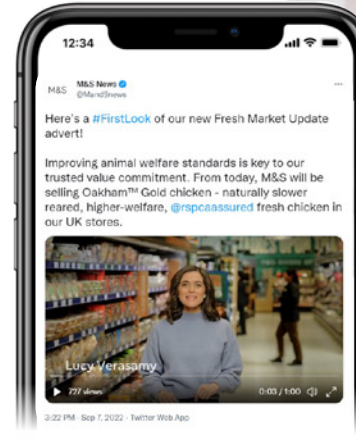 12:34
M&S
M&S News
@MandSnews
Here's a #FirstLook of our new Fresh Market Update
advert!
Improving animal welfare standards is key to our
trusted value commitment. From today, M&S will be
selling Oakham™ Gold chicken - naturally slower
reared, higher-welfare, @rspcaassured fresh chicken in
our UK stores.
Lucy Verasamy
727 views
0:03 / 1:00
3:22 PM · Sep 7, 2022 · Twitter Web App